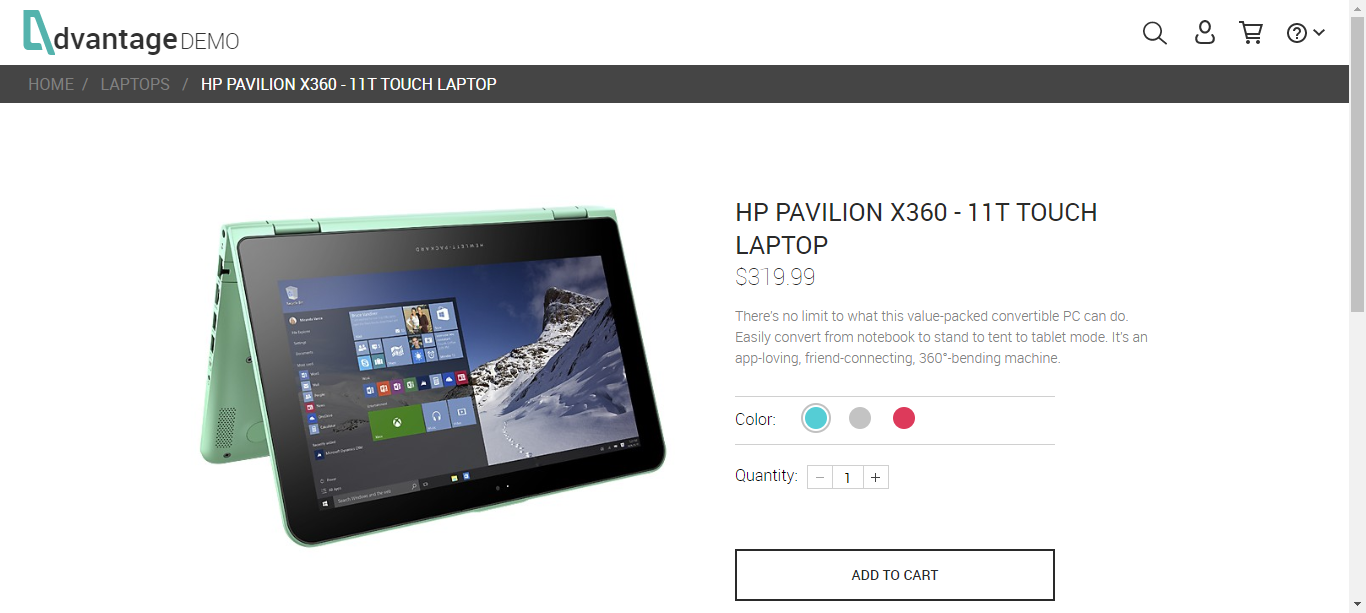 dvantage DEMO
HOME / LAPTOPS / HP PAVILION X360 - 11T TOUCH LAPTOP
HEWLETT-PACKARD
HP PAVILION X360 - 11T TOUCH
LAPTOP
$319.99
There's no limit to what this value-packed convertible PC can do.
Easily convert from notebook to stand to tent to tablet mode. It's an
app-loving, friend-connecting, 360°-bending machine.
Color:
Quantity: − 1 +
ADD TO CART